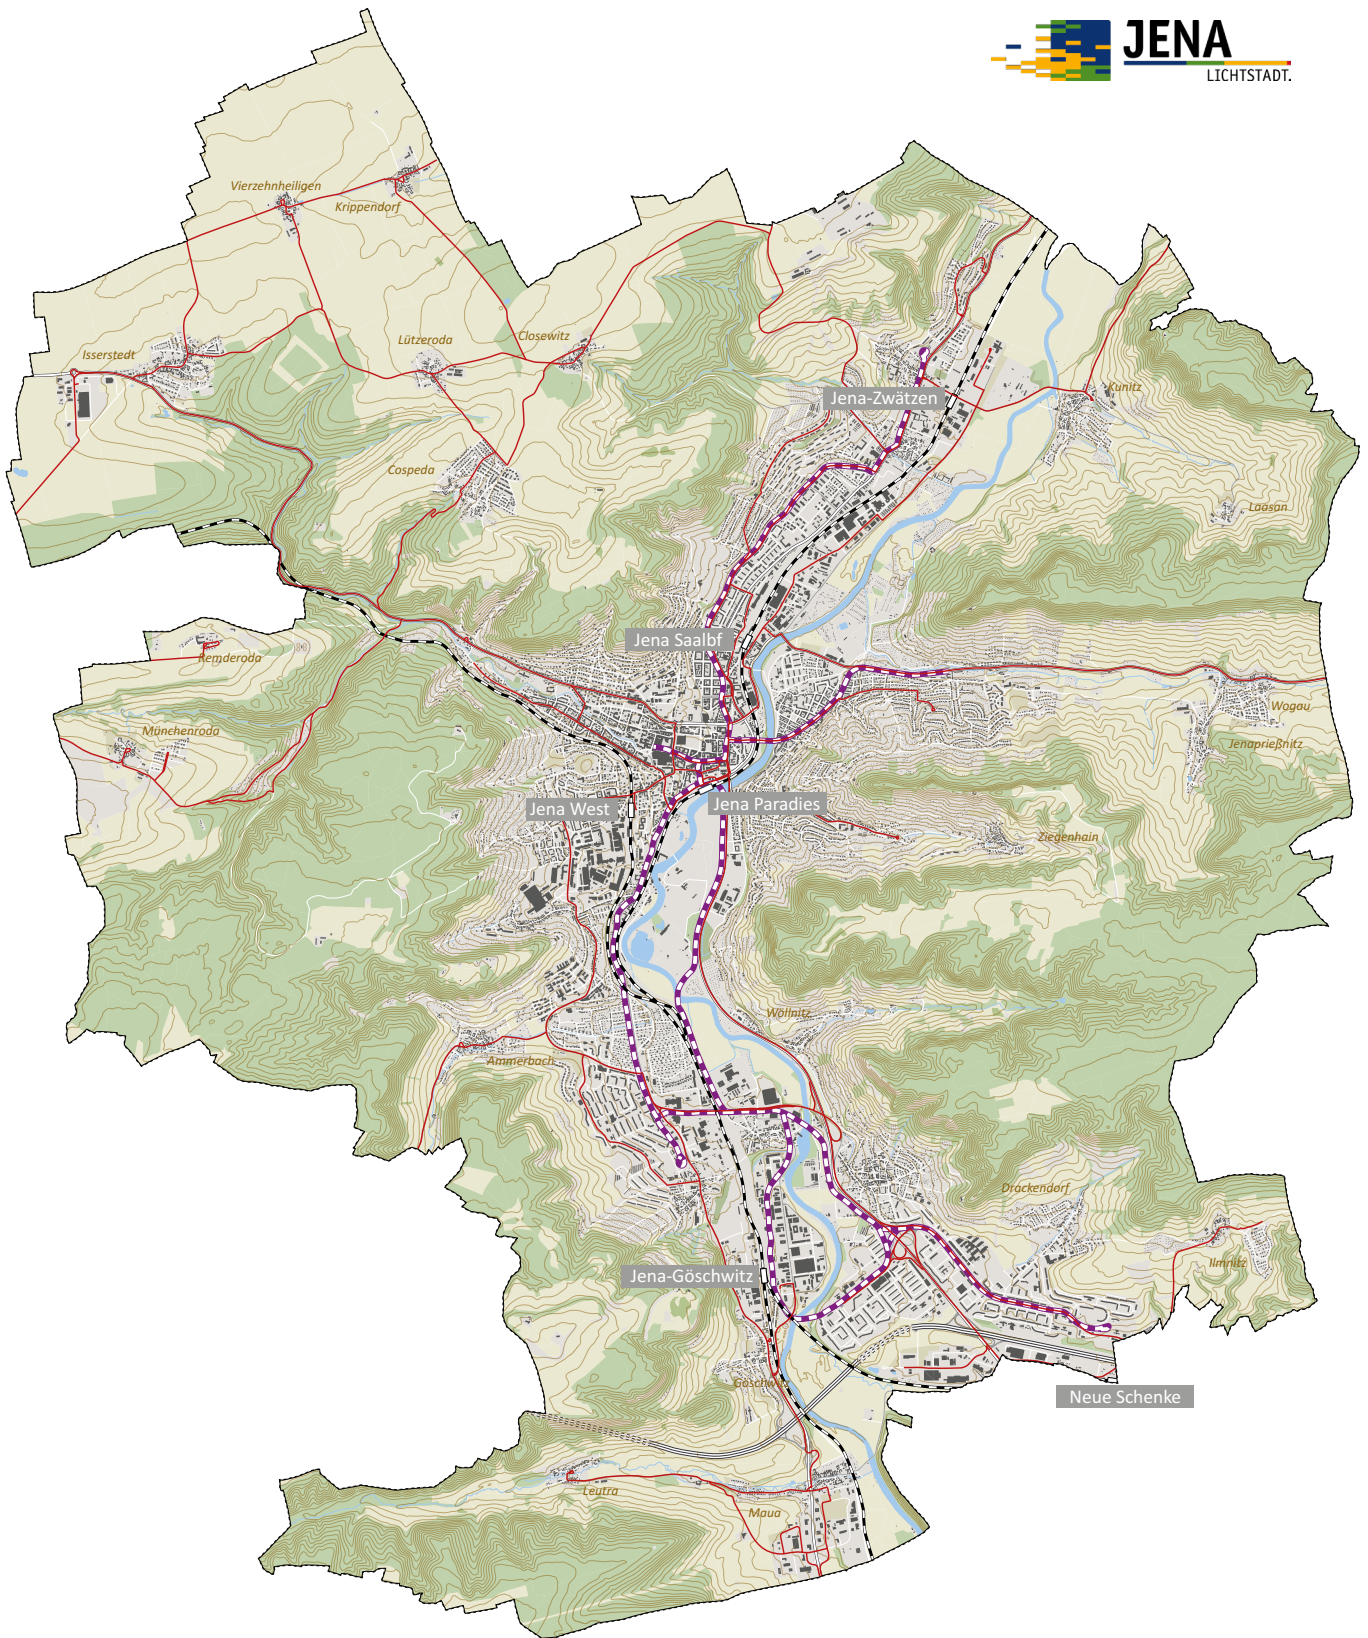 JENA
LICHTSTADT.
Vierzehnheiligen
Krippendorf
Isserstedt
Lützeroda
Closewitz
Jena-Zwätzen
Kunitz
Cospeda
Laasan
Jena Saalbf
Remderoda
Wogau
Münchenroda
Jenaprießnitz
Jena West
Jena Paradies
Ziegenhain
Wöllnitz
Ammerbach
Drackendorf
Ilmnitz
Jena-Göschwitz
Göschwitz
Neue Schenke
Leutra
Maua